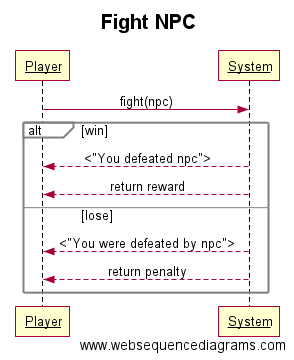 Fight NPC
Player System
fight(npc)
alt [win]
<"You defeated npc">
return reward
[lose]
<"You were defeated by npc">
return penalty
Player System
www.websequencediagrams.com